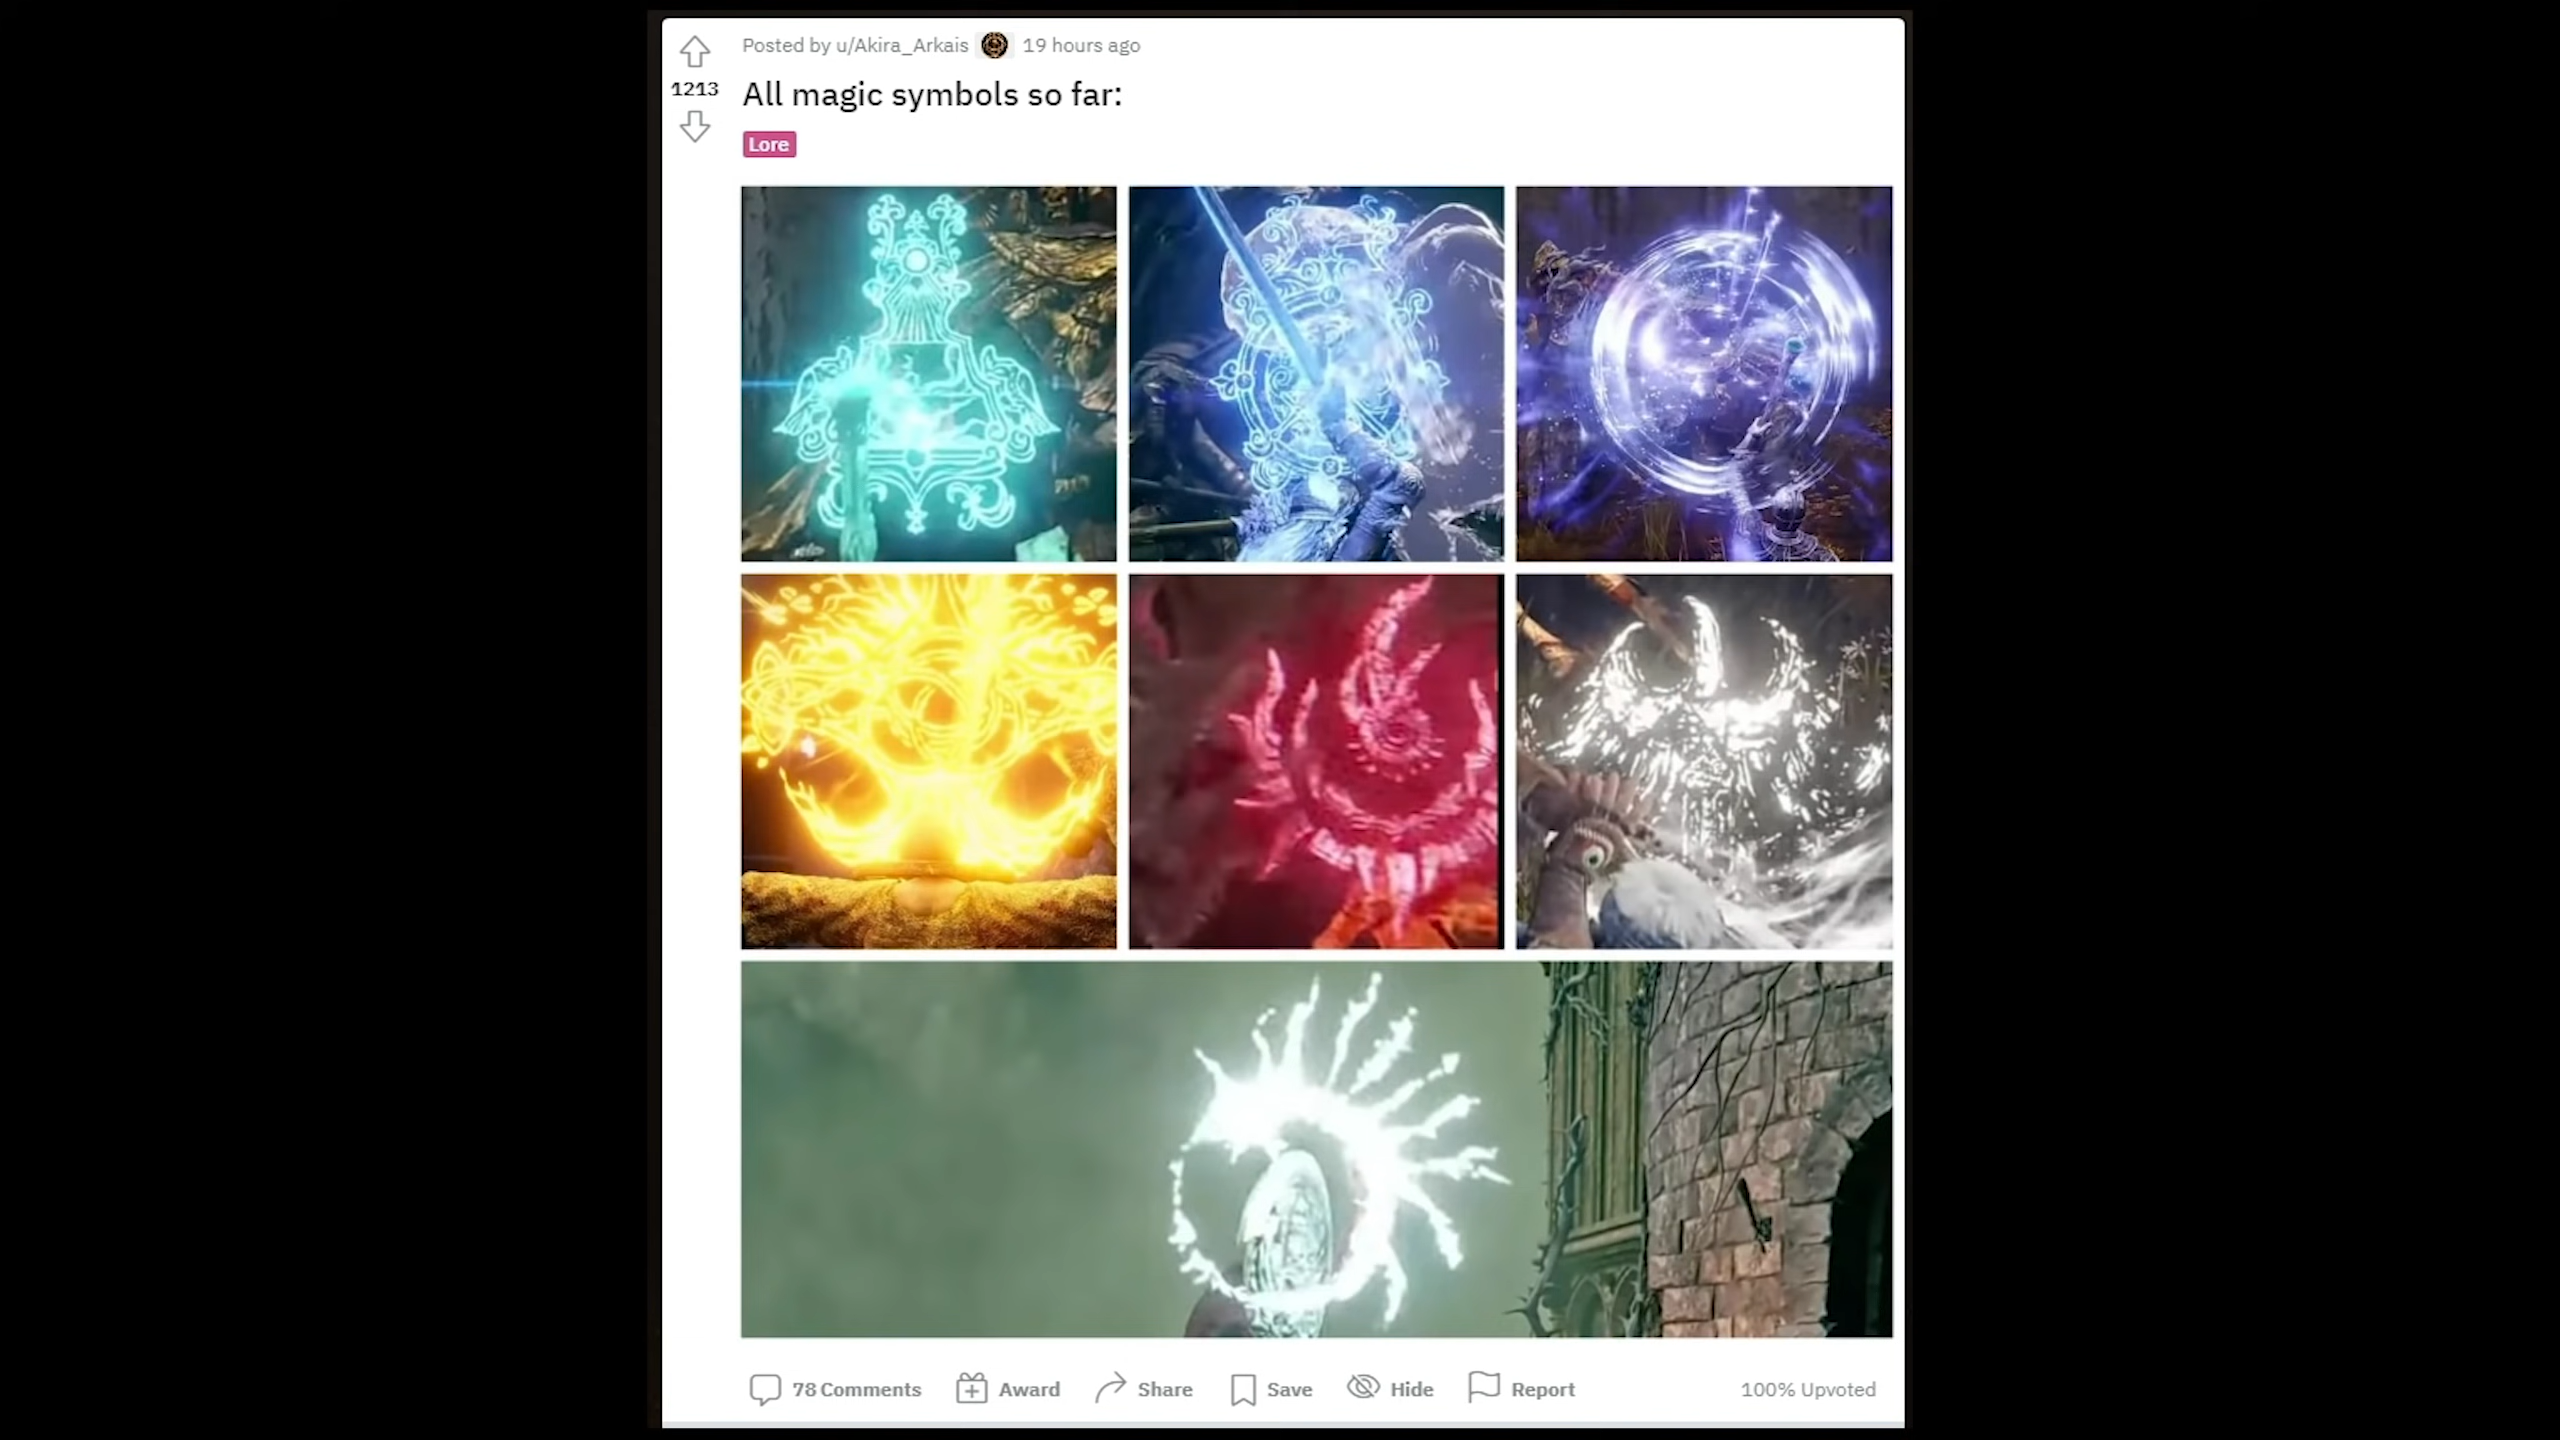 Posted by u/Akira_Arkais 19 hours ago
1213
All magic symbols so far:
Lore
78 Comments Award Share Save Hide Report 100% Upvoted